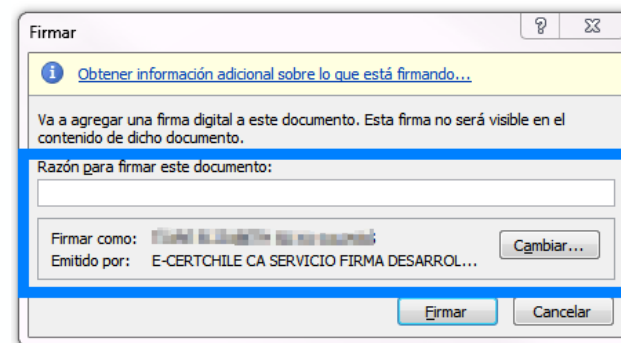 Firmar
Obtener información adicional sobre lo que está firmando...
Va a agregar una firma digital a este documento. Esta firma no será visible en el
contenido de dicho documento.
Razón para firmar este documento:
Firmar como:
Cambiar...
Emitido por: E-CERTCHILE CA SERVICIO FIRMA DESARROL...
Firmar Cancelar